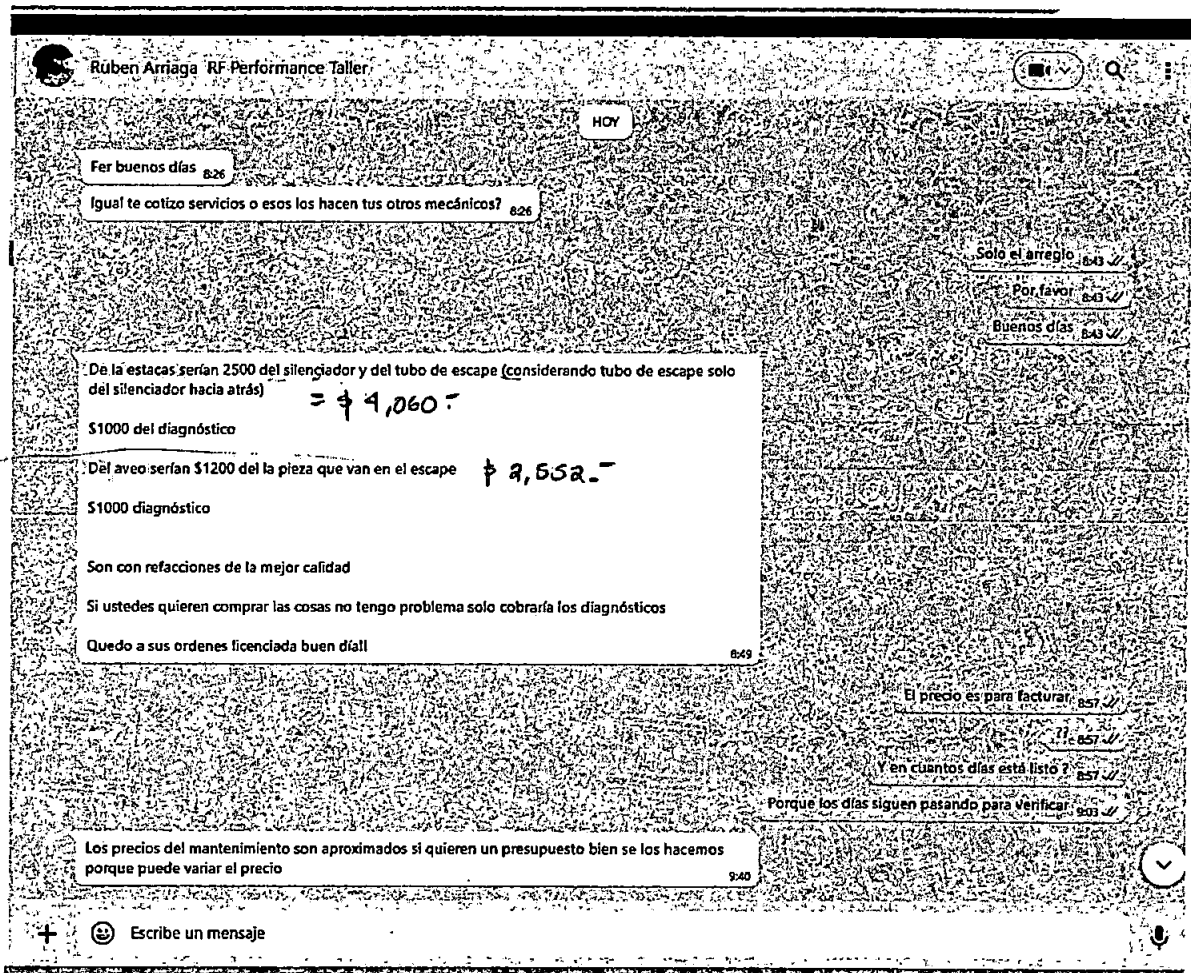 Rúben Arriaga RF Performance Taller
HOY
Fer buenos días 8:26
Igual te cotizo servicios o esos los hacen tus otros mecánicos? 8:26
Solo el arreglo 8:43
Por favor 8:43
Buenos días 8:43
De la estacas serían 2500 del silenciador y del tubo de escape (considerando tubo de escape solo
del silenciador hacia atrás)
= $ 4,060.-
$1000 del diagnóstico
Del aveo serían $1200 del la pieza que van en el escape $ 2,552.-
$1000 diagnóstico
Son con refacciones de la mejor calidad
Si ustedes quieren comprar las cosas no tengo problema solo cobraría los diagnósticos
Quedo a sus ordenes licenciada buen día!! 8:49
El precio es para facturar 8:57
?? 8:57
Y en cuantos días está listo ? 8:57
Porque los días siguen pasando para verificar 9:03
Los precios del mantenimiento son aproximados si quieren un presupuesto bien se los hacemos
porque puede variar el precio 9:40
Escribe un mensaje